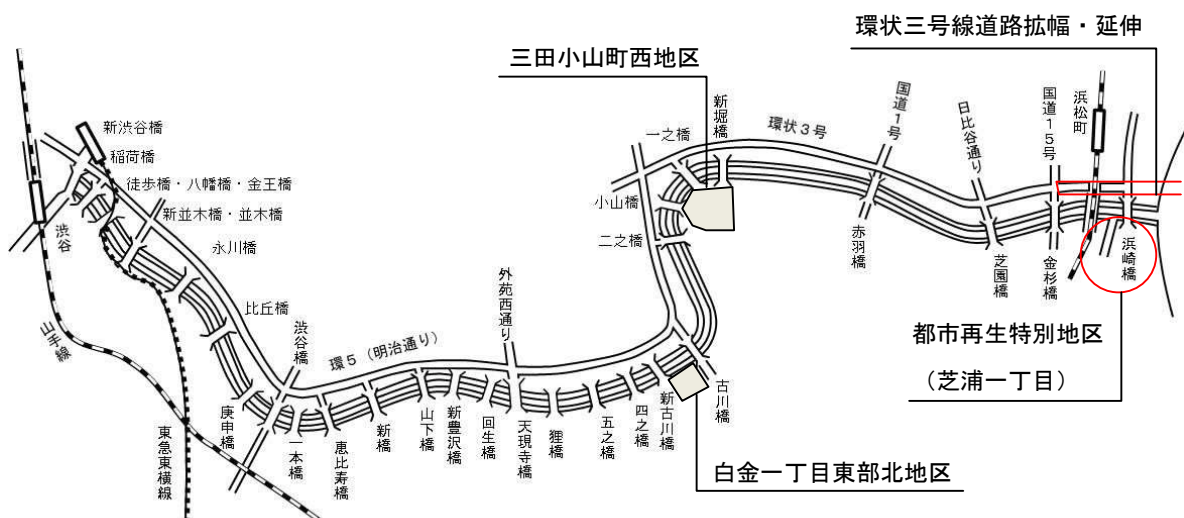 環状三号線道路拡幅・延伸
三田小山町西地区
新渋谷橋
稲荷橋
徒歩橋・八幡橋・金王橋
新並木橋・並木橋
永川橋
比丘橋
渋谷橋
渋谷
山手線
東急東横線
庚申橋
一本橋
恵比寿橋
新橋
山下橋
新豊沢橋
回生橋
天現寺橋
狸橋
五之橋
四之橋
新古川橋
古川橋
環5(明治通り)
外苑西通り
一之橋
小山橋
二之橋
新堀橋
環状3号
国道1号
赤羽橋
日比谷通り
芝園橋
国道15号
金杉橋
浜松町
浜崎橋
都市再生特別地区
(芝浦一丁目)
白金一丁目東部北地区